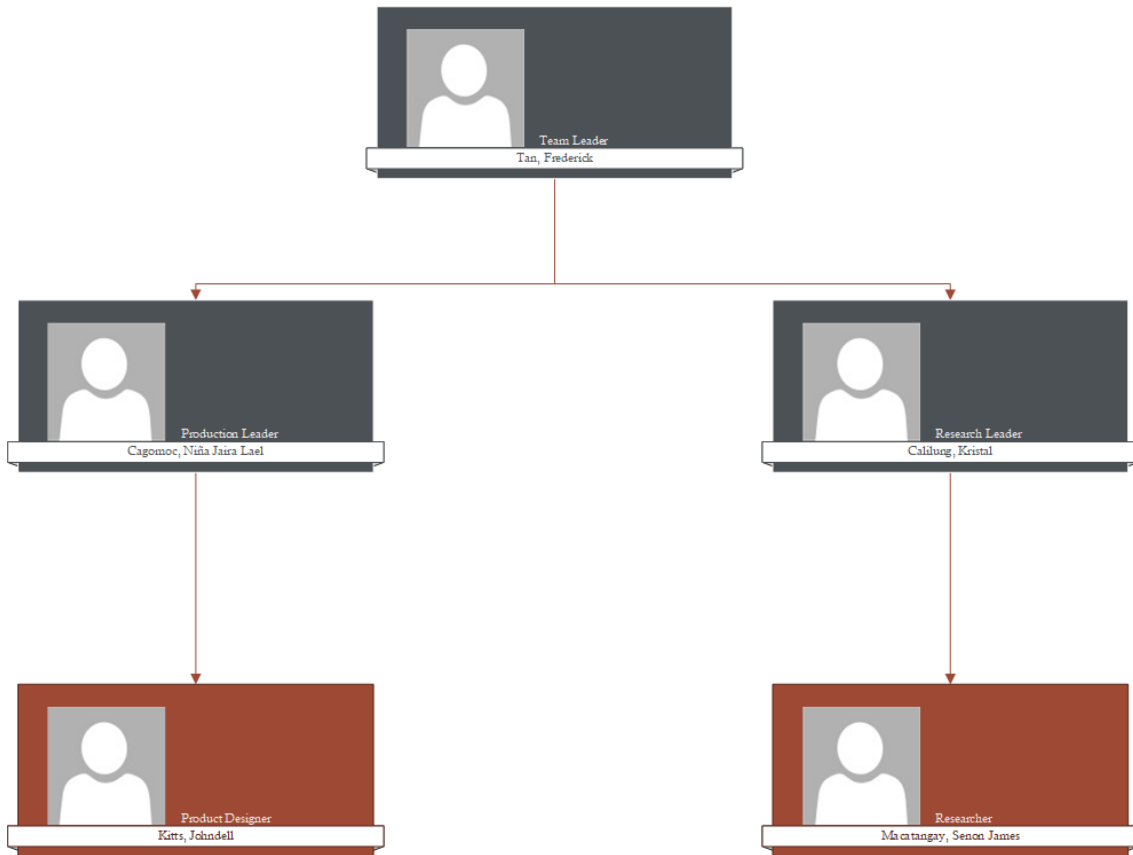 Team Leader
Tan, Frederick
Production Leader
Cagomoc, Niña Jaira Lael
Research Leader
Calilung, Kristal
Product Designer
Kitts, Johndell
Researcher
Macatangay, Senon James